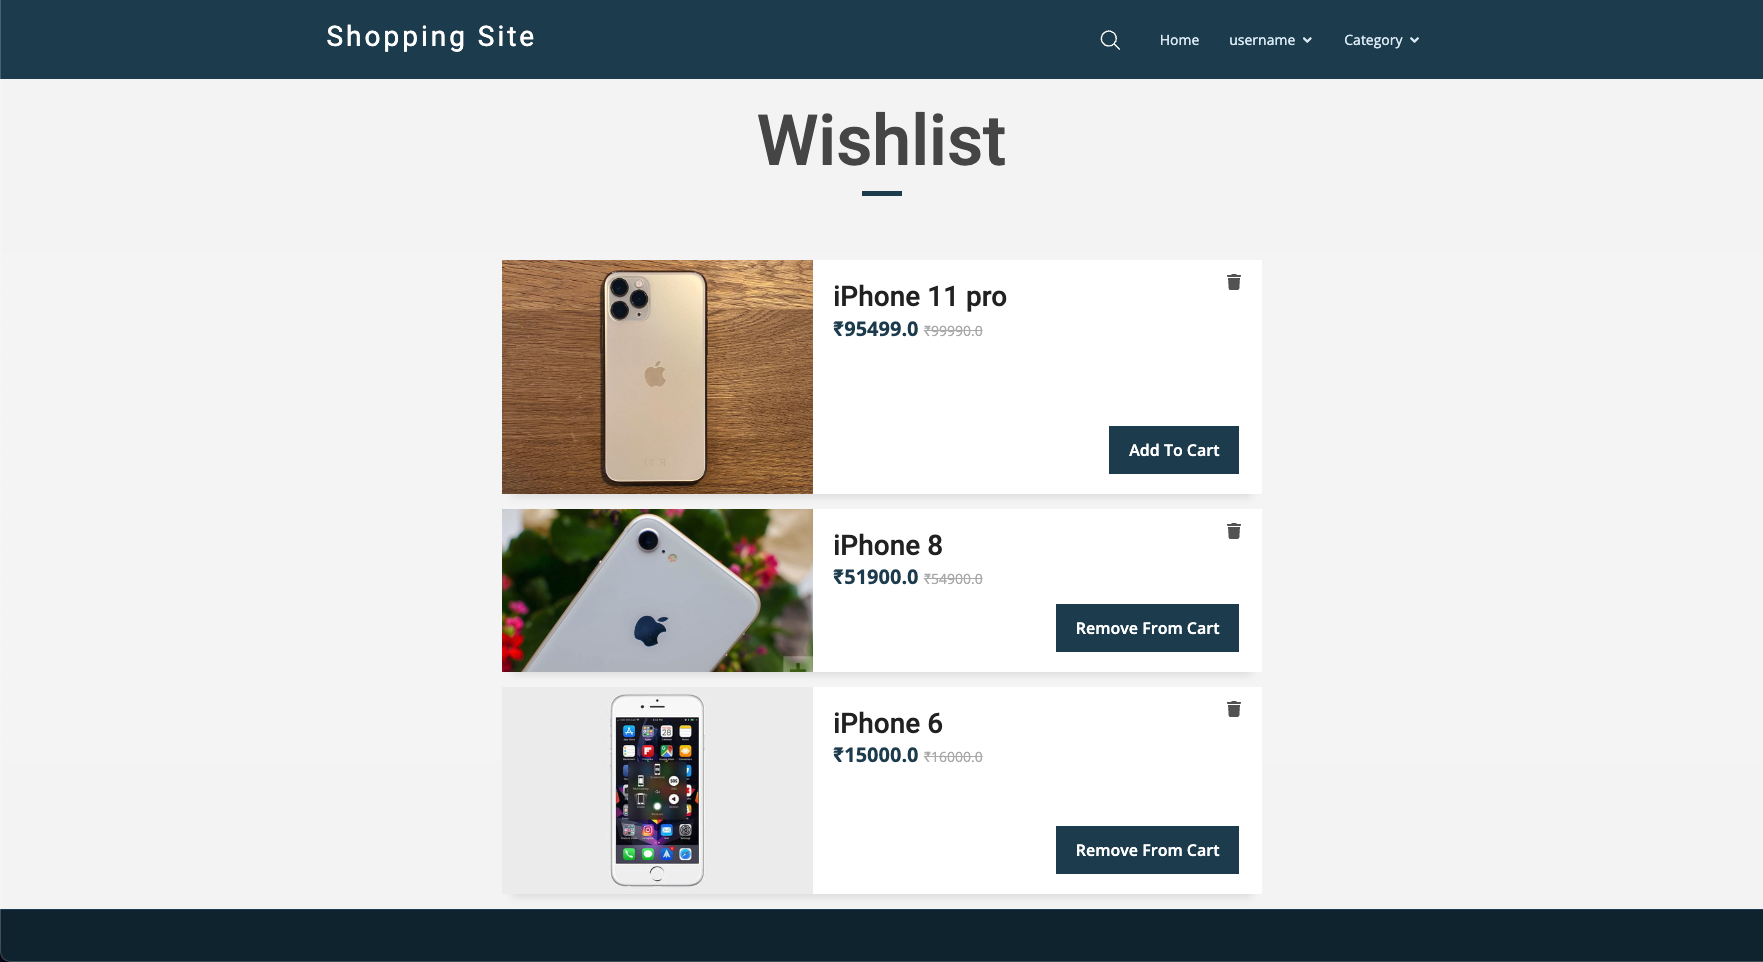 Shopping Site
Home username Category
Wishlist
iPhone 11 pro
₹95499.0 ₹99990.0
Add To Cart
iPhone 8
₹51900.0 ₹54900.0
Remove From Cart
iPhone 6
₹15000.0 ₹16000.0
Remove From Cart